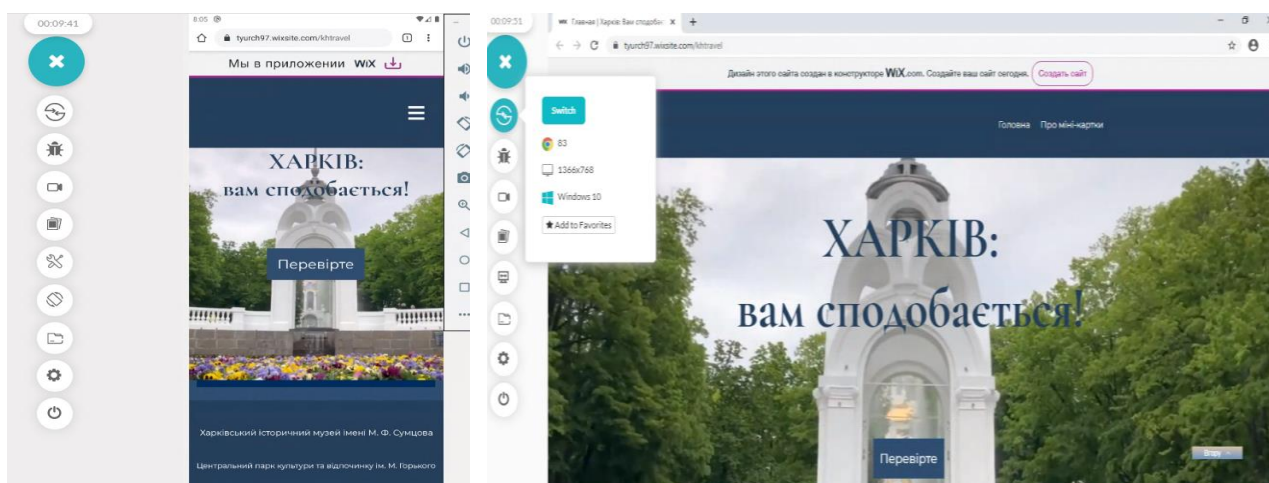 00:09:41
8:05
tyurch97.wixsite.com/khtravel
Мы в приложении WiX
ХАРКІВ:
вам сподобається!
Перевірте
Харківський історичний музей імені М. Ф. Сумцова
Центральний парк культури та відпочинку ім. М. Горького
00:09:31
Главная | Харків: Вам сподобає
tyurch97.wixsite.com/khtravel
Дизайн этого сайта создан в конструкторе WiX.com. Создайте ваш сайт сегодня. Создать сайт
Switch
83
1366x768
Windows 10
Add to Favorites
Головна Про міні-картки
ХАРКІВ:
вам сподобається!
Перевірте
Вгору